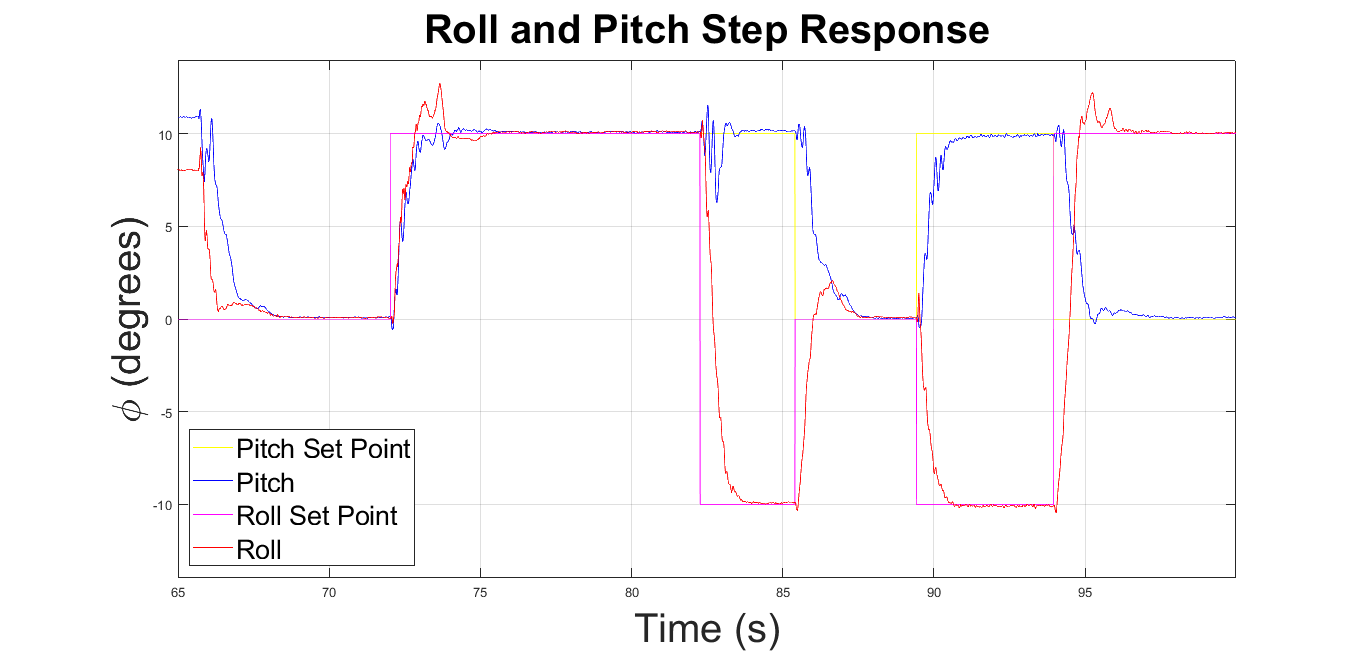 Roll and Pitch Step Response
10
5
0
-5
-10
ϕ (degrees)
Pitch Set Point
Pitch
Roll Set Point
Roll
65 70 75 80 85 90 95
Time (s)